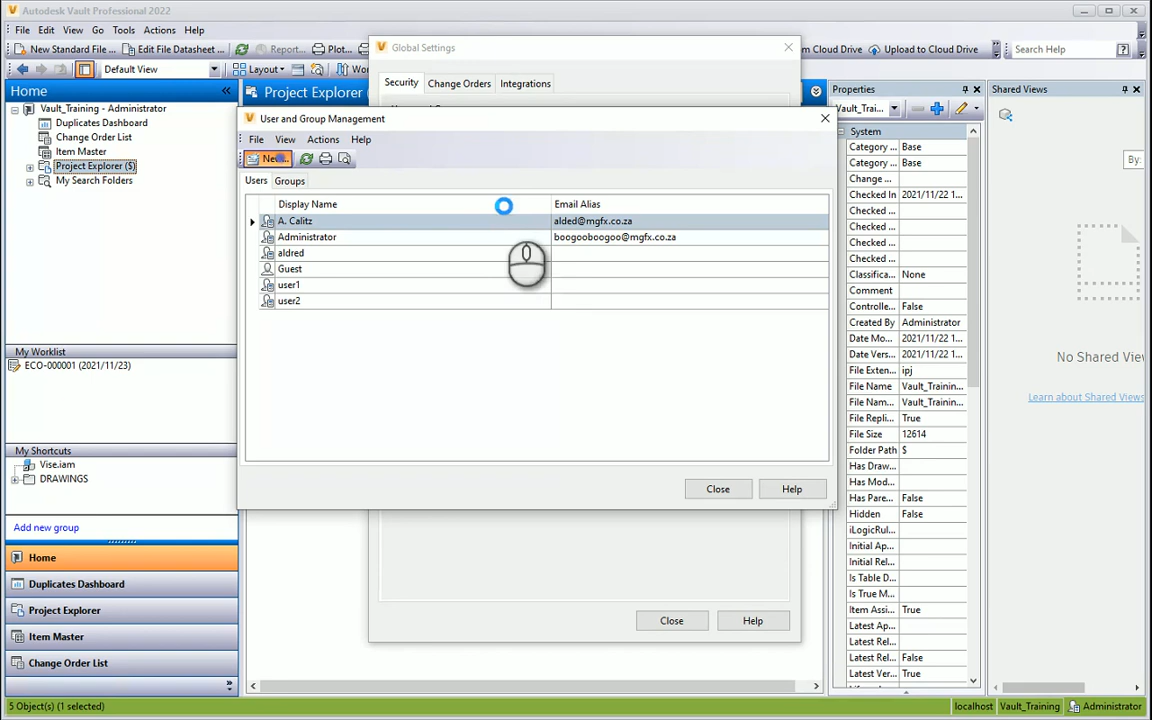 Autodesk Vault Professional 2022
File Edit View Go Tools Actions Help
New Standard File ... Edit File Datasheet ... Report... Plot... om Cloud Drive Upload to Cloud Drive Search Help
Default View Layout Wor
Global Settings
Security Change Orders Integrations
Home
Vault_Training - Administrator
Duplicates Dashboard
Change Order List
Item Master
Project Explorer ($)
My Search Folders
My Worklist
ECO-000001 (2021/11/23)
My Shortcuts
Vise.iam
DRAWINGS
Add new group
Home
Duplicates Dashboard
Project Explorer
Item Master
Change Order List
Project Explorer (
User and Group Management
File View Actions Help
New...
Users Groups
Display Name Email Alias
A. Calitz alded@mgfx.co.za
Administrator boogooboogoo@mgfx.co.za
aldred
Guest
user1
user2
Close Help
Close Help
Properties
Vault_Trai...
System
Category ... Base
Category ... Base
Change ...
Checked In 2021/11/22 1...
Checked ...
Checked ...
Checked ...
Checked ...
Classifica... None
Comment
Controlle... False
Created By Administrator
Date Mo... 2021/11/22 1...
Date Vers... 2021/11/22 1...
File Exten... ipj
File Name Vault_Trainin...
File Nam... Vault_Trainin...
File Repli... True
File Size 12614
Folder Path $
Has Draw...
Has Mod...
Has Pare... False
Hidden False
iLogicRul...
Initial Ap...
Initial Rel...
Is Table D...
Is True M...
Item Assi... True
Latest Ap...
Latest Rel...
Latest Rel... False
Latest Ver... True
Shared Views
By:
No Shared Vie
Learn about Shared Views
5 Object(s) (1 selected) localhost Vault_Training Administrator